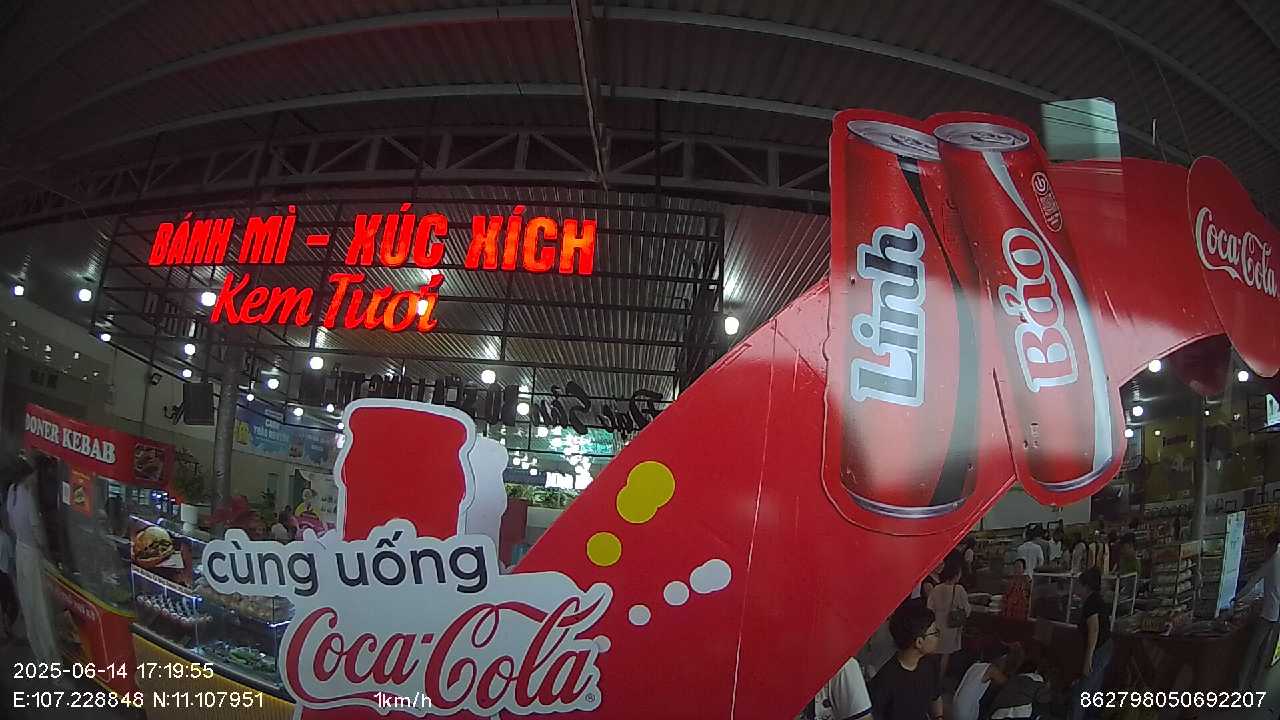 BÁNH MÌ - XÚC XÍCH
Kem Tươi
Linh
Bảo
Coca-Cola
DONER KEBAB
cùng uống
Coca-Cola
2025-06-14 17:19:55
E:107.228848 N:11.107951
1km/h
862798050692207